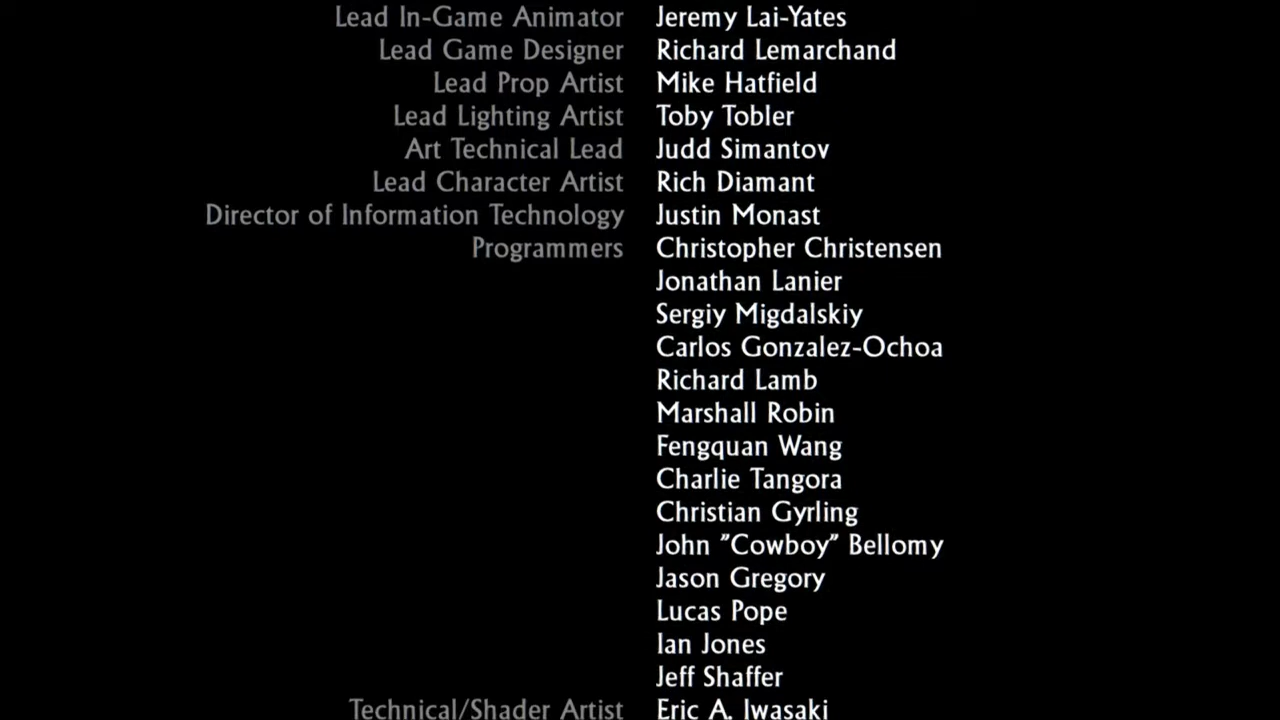 Lead In-Game Animator Jeremy Lai-Yates
Lead Game Designer Richard Lemarchand
Lead Prop Artist Mike Hatfield
Lead Lighting Artist Toby Tobler
Art Technical Lead Judd Simantov
Lead Character Artist Rich Diamant
Director of Information Technology Justin Monast
Programmers Christopher Christensen
Jonathan Lanier
Sergiy Migdalskiy
Carlos Gonzalez-Ochoa
Richard Lamb
Marshall Robin
Fengquan Wang
Charlie Tangora
Christian Gyrling
John "Cowboy" Bellomy
Jason Gregory
Lucas Pope
Ian Jones
Jeff Shaffer
Technical/Shader Artist Eric A. Iwasaki